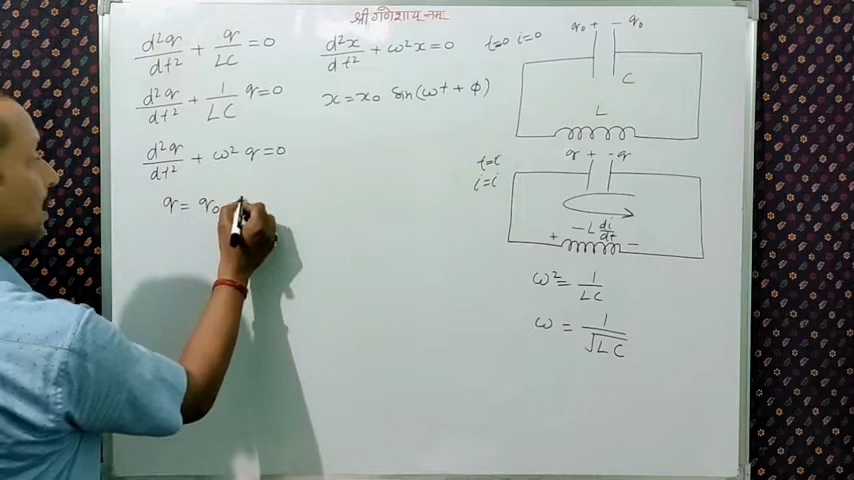 श्री गणेशाय नमः
d²q/dt² + q/LC = 0
d²q/dt² + 1/LC q = 0
d²q/dt² + ω² q = 0
q = q₀
d²x/dt² + ω²x = 0
x = x₀ sin(ωt + φ)
t=0 i=0
q₀ + - q₀
C
L
t=t
i=i
q + - q
-L di/dt
+ -
ω² = 1/LC
ω = 1/√LC